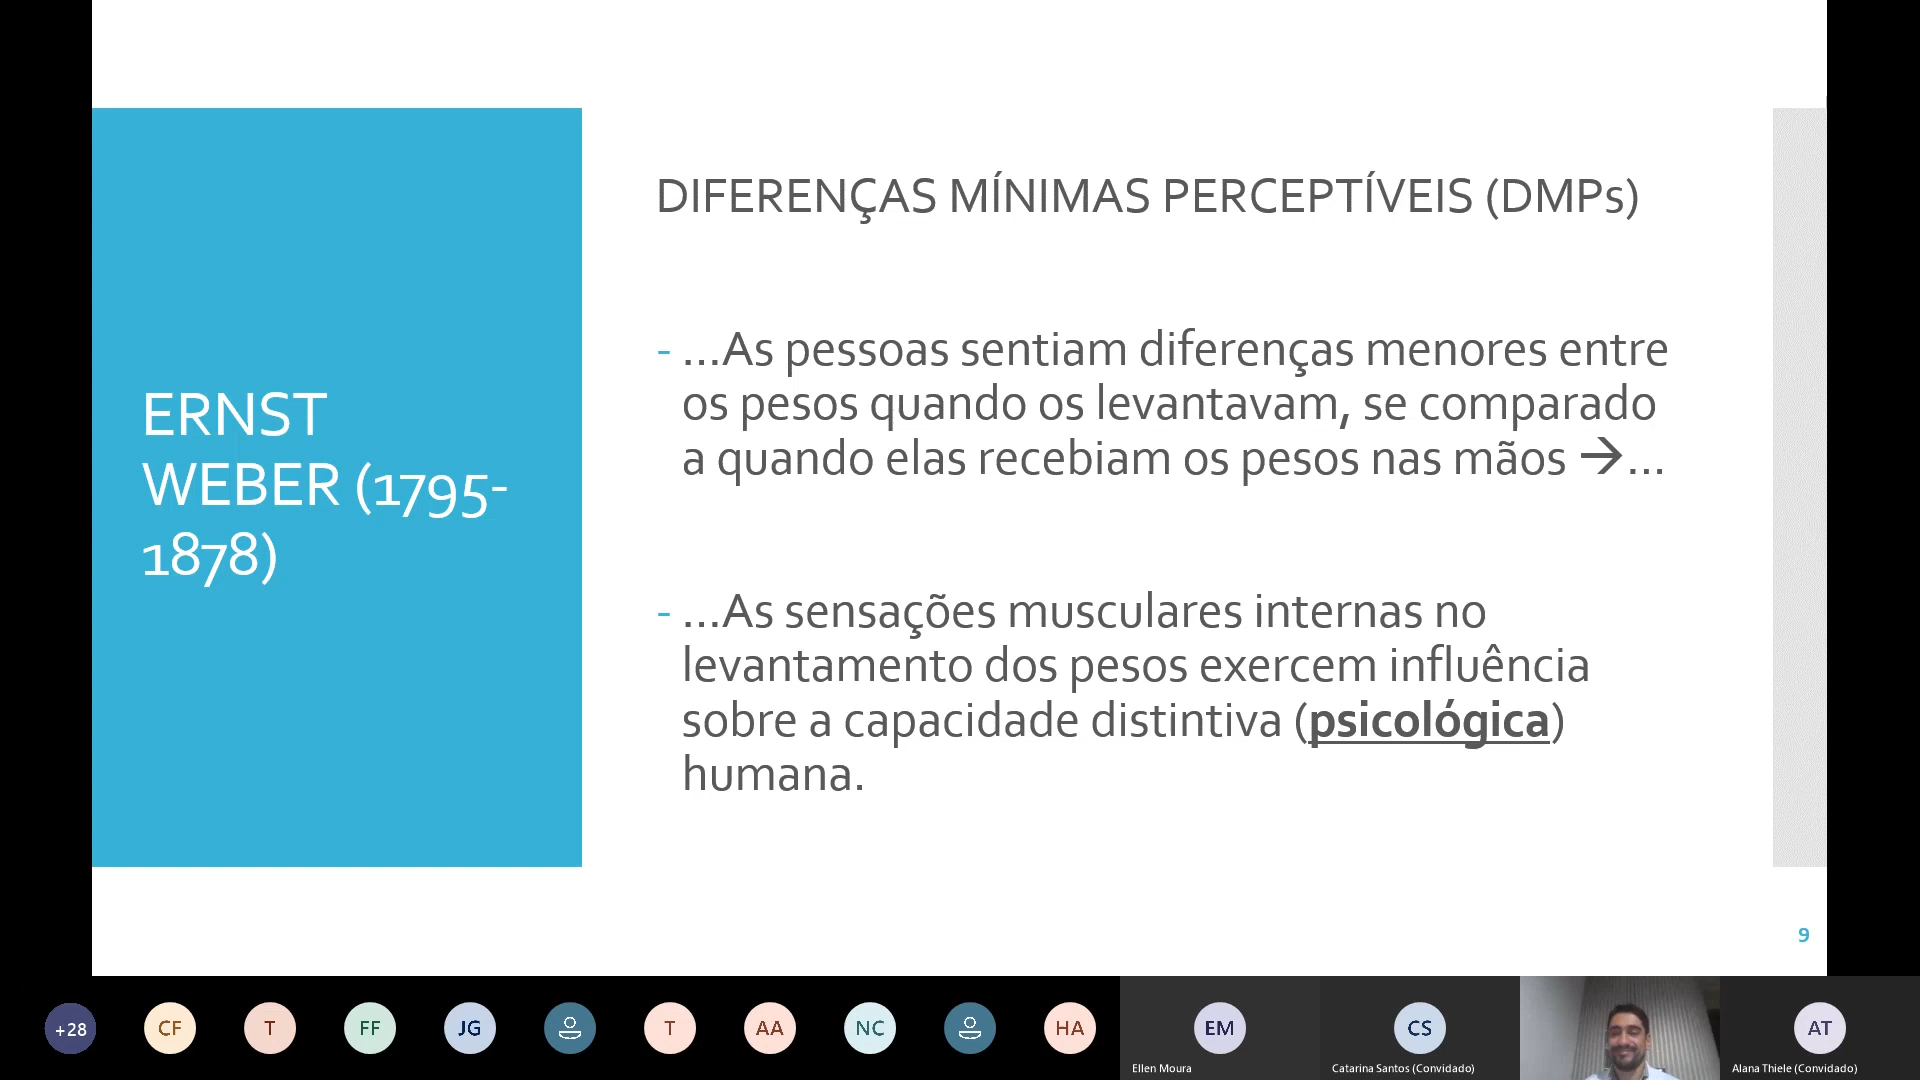 ERNST
WEBER (1795-
1878)
DIFERENÇAS MÍNIMAS PERCEPTÍVEIS (DMPs)
- ...As pessoas sentiam diferenças menores entre
os pesos quando os levantavam, se comparado
a quando elas recebiam os pesos nas mãos →...
- ...As sensações musculares internas no
levantamento dos pesos exercem influência
sobre a capacidade distintiva (psicológica)
humana.
9
+28
CF
T
FF
JG
T
AA
NC
HA
EM
CS
AT
Ellen Moura
Catarina Santos (Convidado)
Alana Thiele (Convidado)